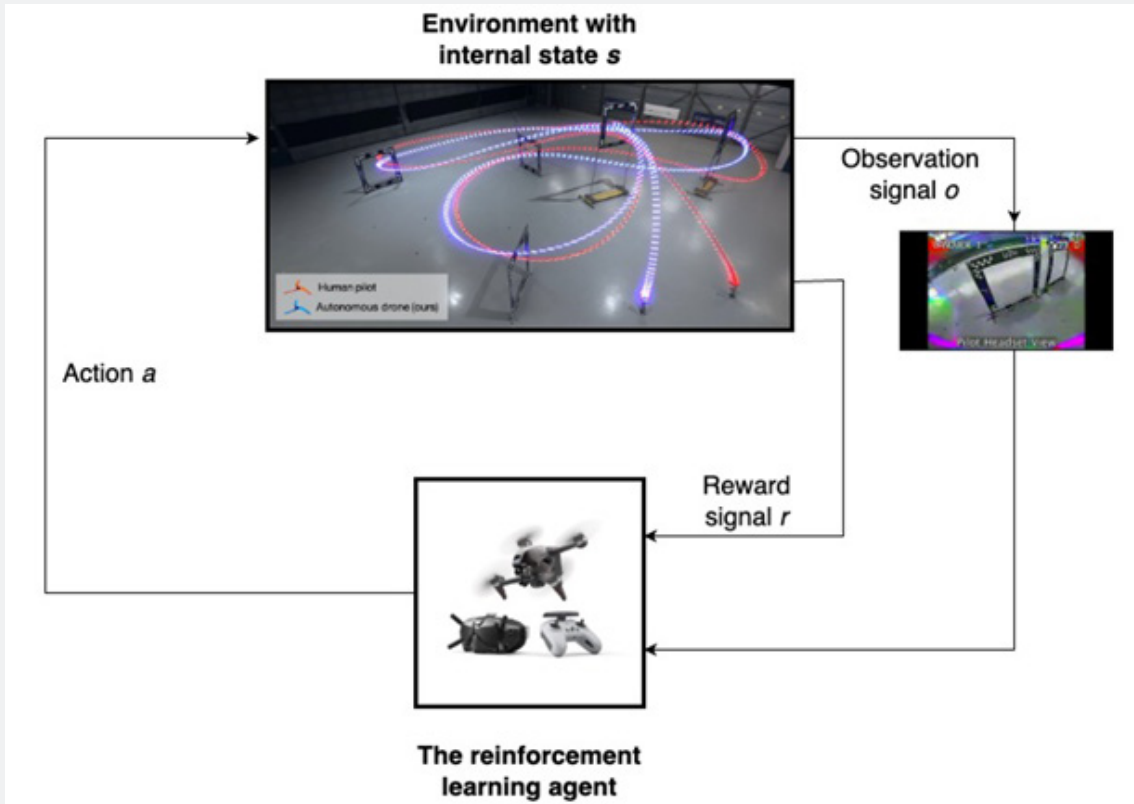 Environment with
internal state s
Observation
signal o
Human pilot
Autonomous drone (ours)
Pilot Headset View
Action a
Reward
signal r
The reinforcement
learning agent